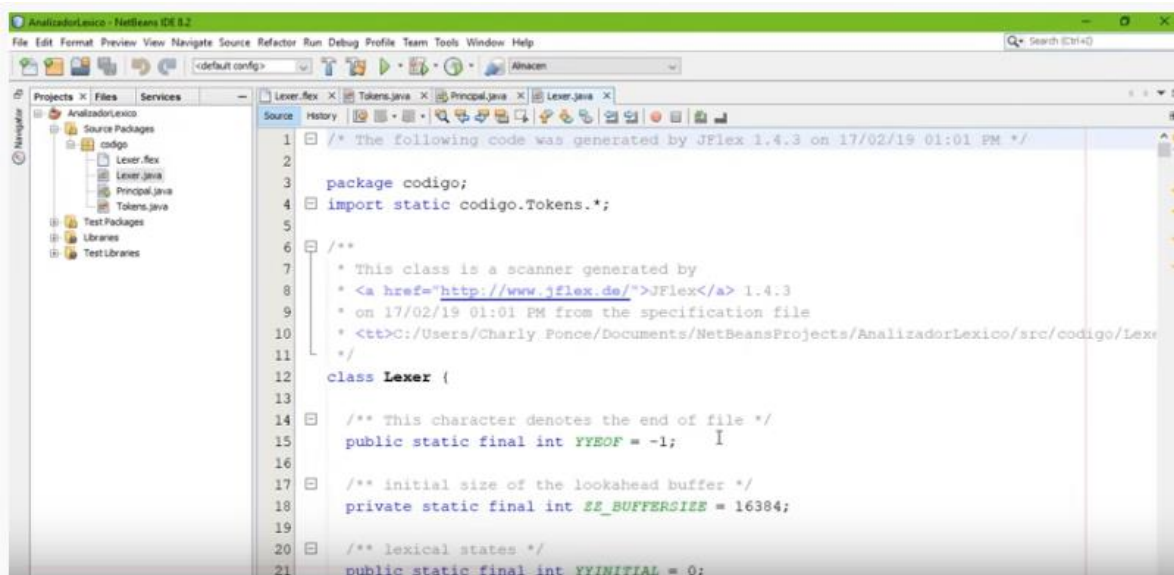 AnalizadorLexico - NetBeans IDE 8.2
File Edit Format Preview View Navigate Source Refactor Run Debug Profile Team Tools Window Help
Search (Ctrl+I)
<default config>
Almacen
Projects Files Services
Lexer.flex Tokens.java Principal.java Lexer.java
Navigator
Source History
AnalizadorLexico
Source Packages
codigo
Lexer.flex
Lexer.java
Principal.java
Tokens.java
Test Packages
Libraries
Test Libraries
1 /* The following code was generated by JFlex 1.4.3 on 17/02/19 01:01 PM */
2
3 package codigo;
4 import static codigo.Tokens.*;
5
6 /**
7 * This class is a scanner generated by
8 * <a href="http://www.jflex.de/">JFlex</a> 1.4.3
9 * on 17/02/19 01:01 PM from the specification file
10 * <tt>C:/Users/Charly Ponce/Documents/NetBeansProjects/AnalizadorLexico/src/codigo/Lexe
11 */
12 class Lexer {
13
14 /** This character denotes the end of file */
15 public static final int YYEOF = -1;
16
17 /** initial size of the lookahead buffer */
18 private static final int ZZ_BUFFERSIZE = 16384;
19
20 /** lexical states */
21 public static final int YYINITIAL = 0;